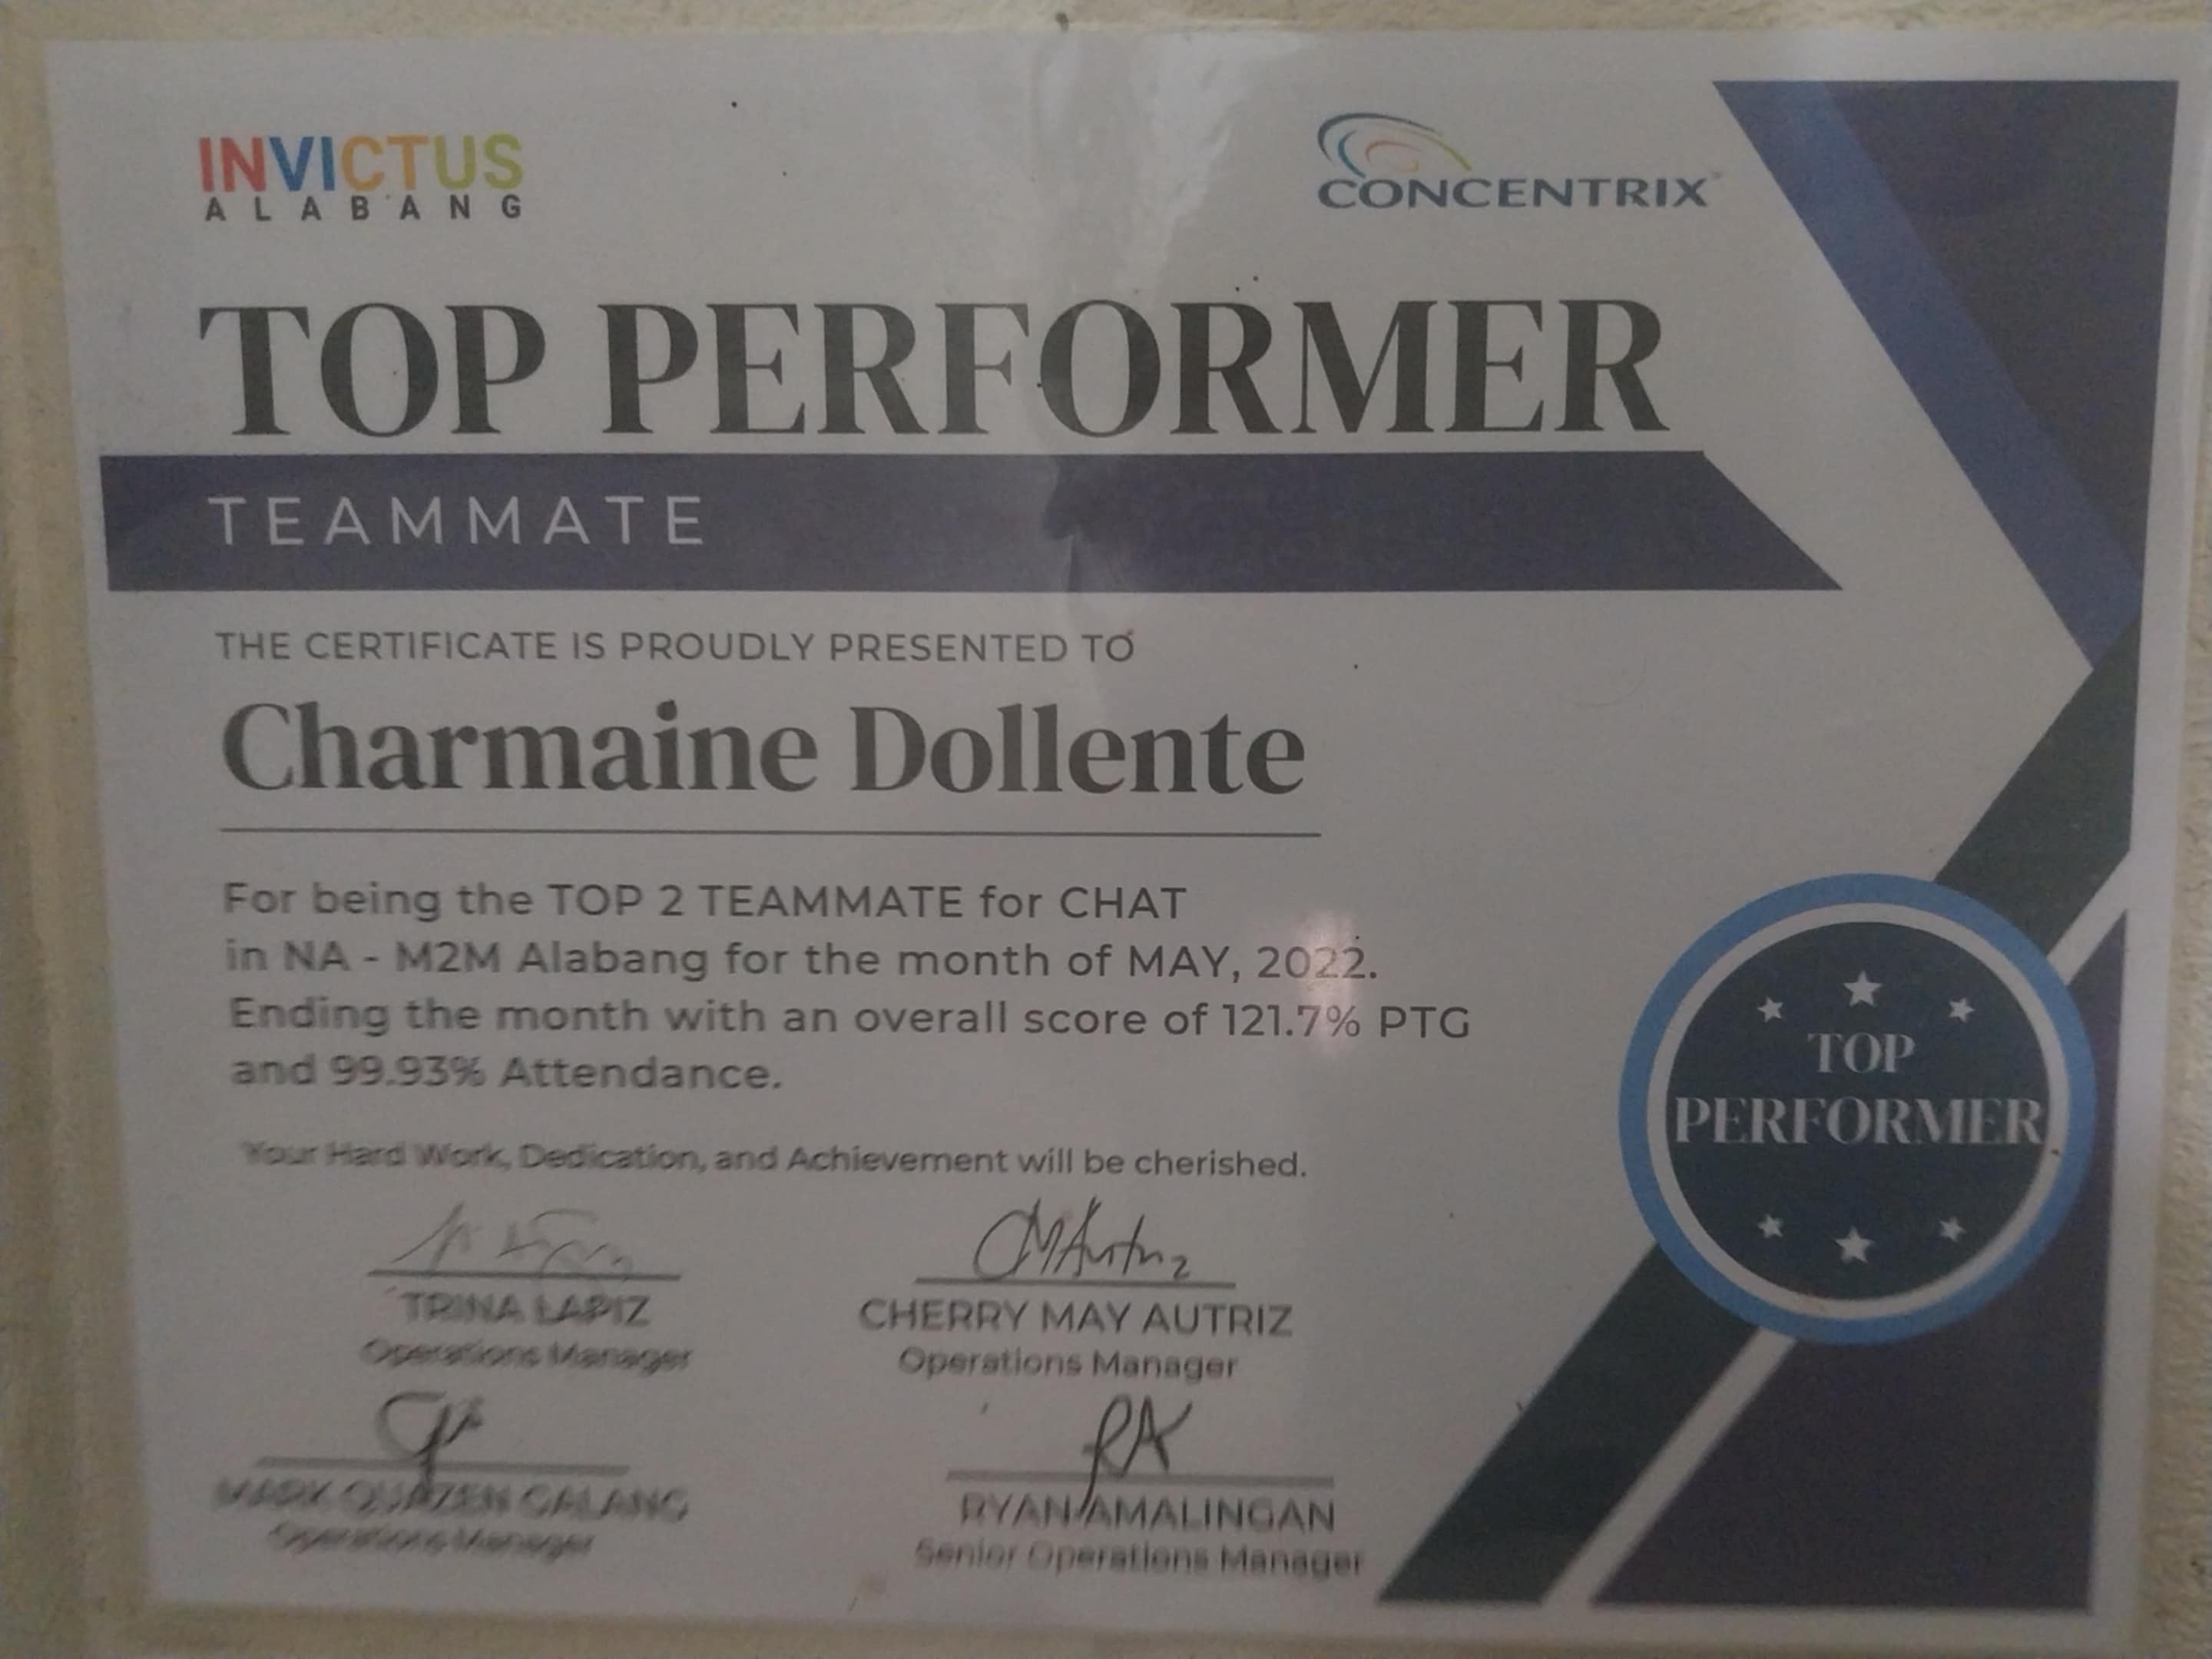 INVICTUS
ALABANG
CONCENTRIX
TOP PERFORMER
TEAMMATE
THE CERTIFICATE IS PROUDLY PRESENTED TO
Charmaine Dollente
For being the TOP 2 TEAMMATE for CHAT
in NA - M2M Alabang for the month of MAY, 2022.
Ending the month with an overall score of 121.7% PTG
and 99.93% Attendance.
Your Hard Work, Dedication, and Achievement will be cherished.
TOP
PERFORMER
CMAutriz
TRINA LAPIZ
Operations Manager
CHERRY MAY AUTRIZ
Operations Manager
RA
MARK QUAZEN GALANG
Operations Manager
RYAN AMALINGAN
Senior Operations Manager